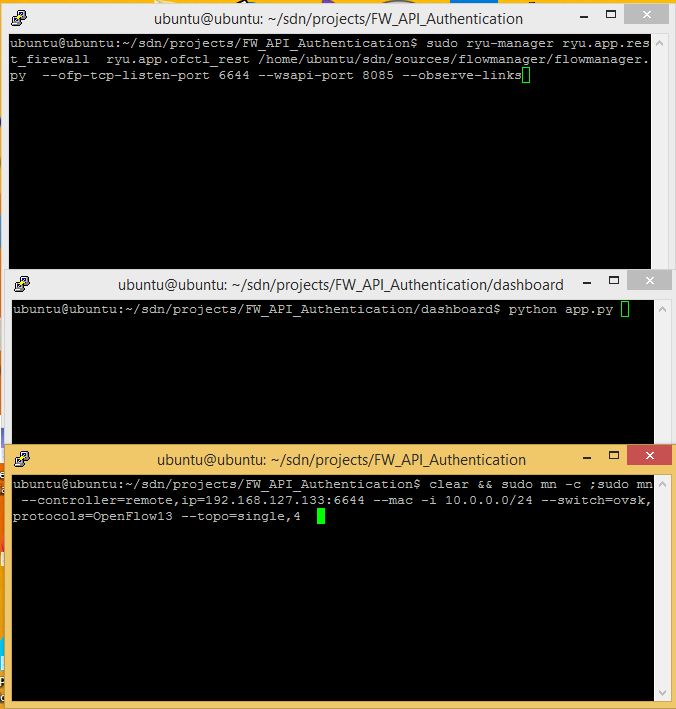 ubuntu@ubuntu: ~/sdn/projects/FW_API_Authentication
ubuntu@ubuntu:~/sdn/projects/FW_API_Authentication$ sudo ryu-manager ryu.app.res
t_firewall  ryu.app.ofctl_rest /home/ubuntu/sdn/sources/flowmanager/flowmanager.
py  --ofp-tcp-listen-port 6644 --wsapi-port 8085 --observe-links
ubuntu@ubuntu: ~/sdn/projects/FW_API_Authentication/dashboard
ubuntu@ubuntu:~/sdn/projects/FW_API_Authentication/dashboard$ python app.py
ubuntu@ubuntu: ~/sdn/projects/FW_API_Authentication
ubuntu@ubuntu:~/sdn/projects/FW_API_Authentication$ clear && sudo mn -c ;sudo mn
 --controller=remote,ip=192.168.127.133:6644 --mac -i 10.0.0.0/24 --switch=ovsk,
protocols=OpenFlow13 --topo=single,4